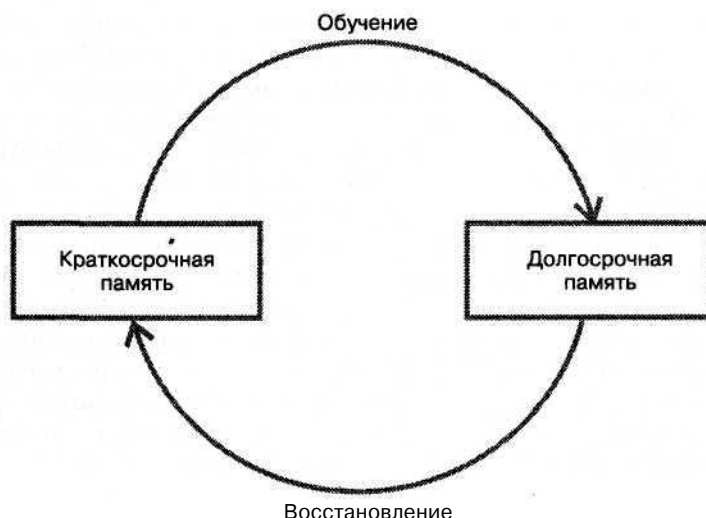 Обучение
Краткосрочная
память
Долгосрочная
память
Восстановление